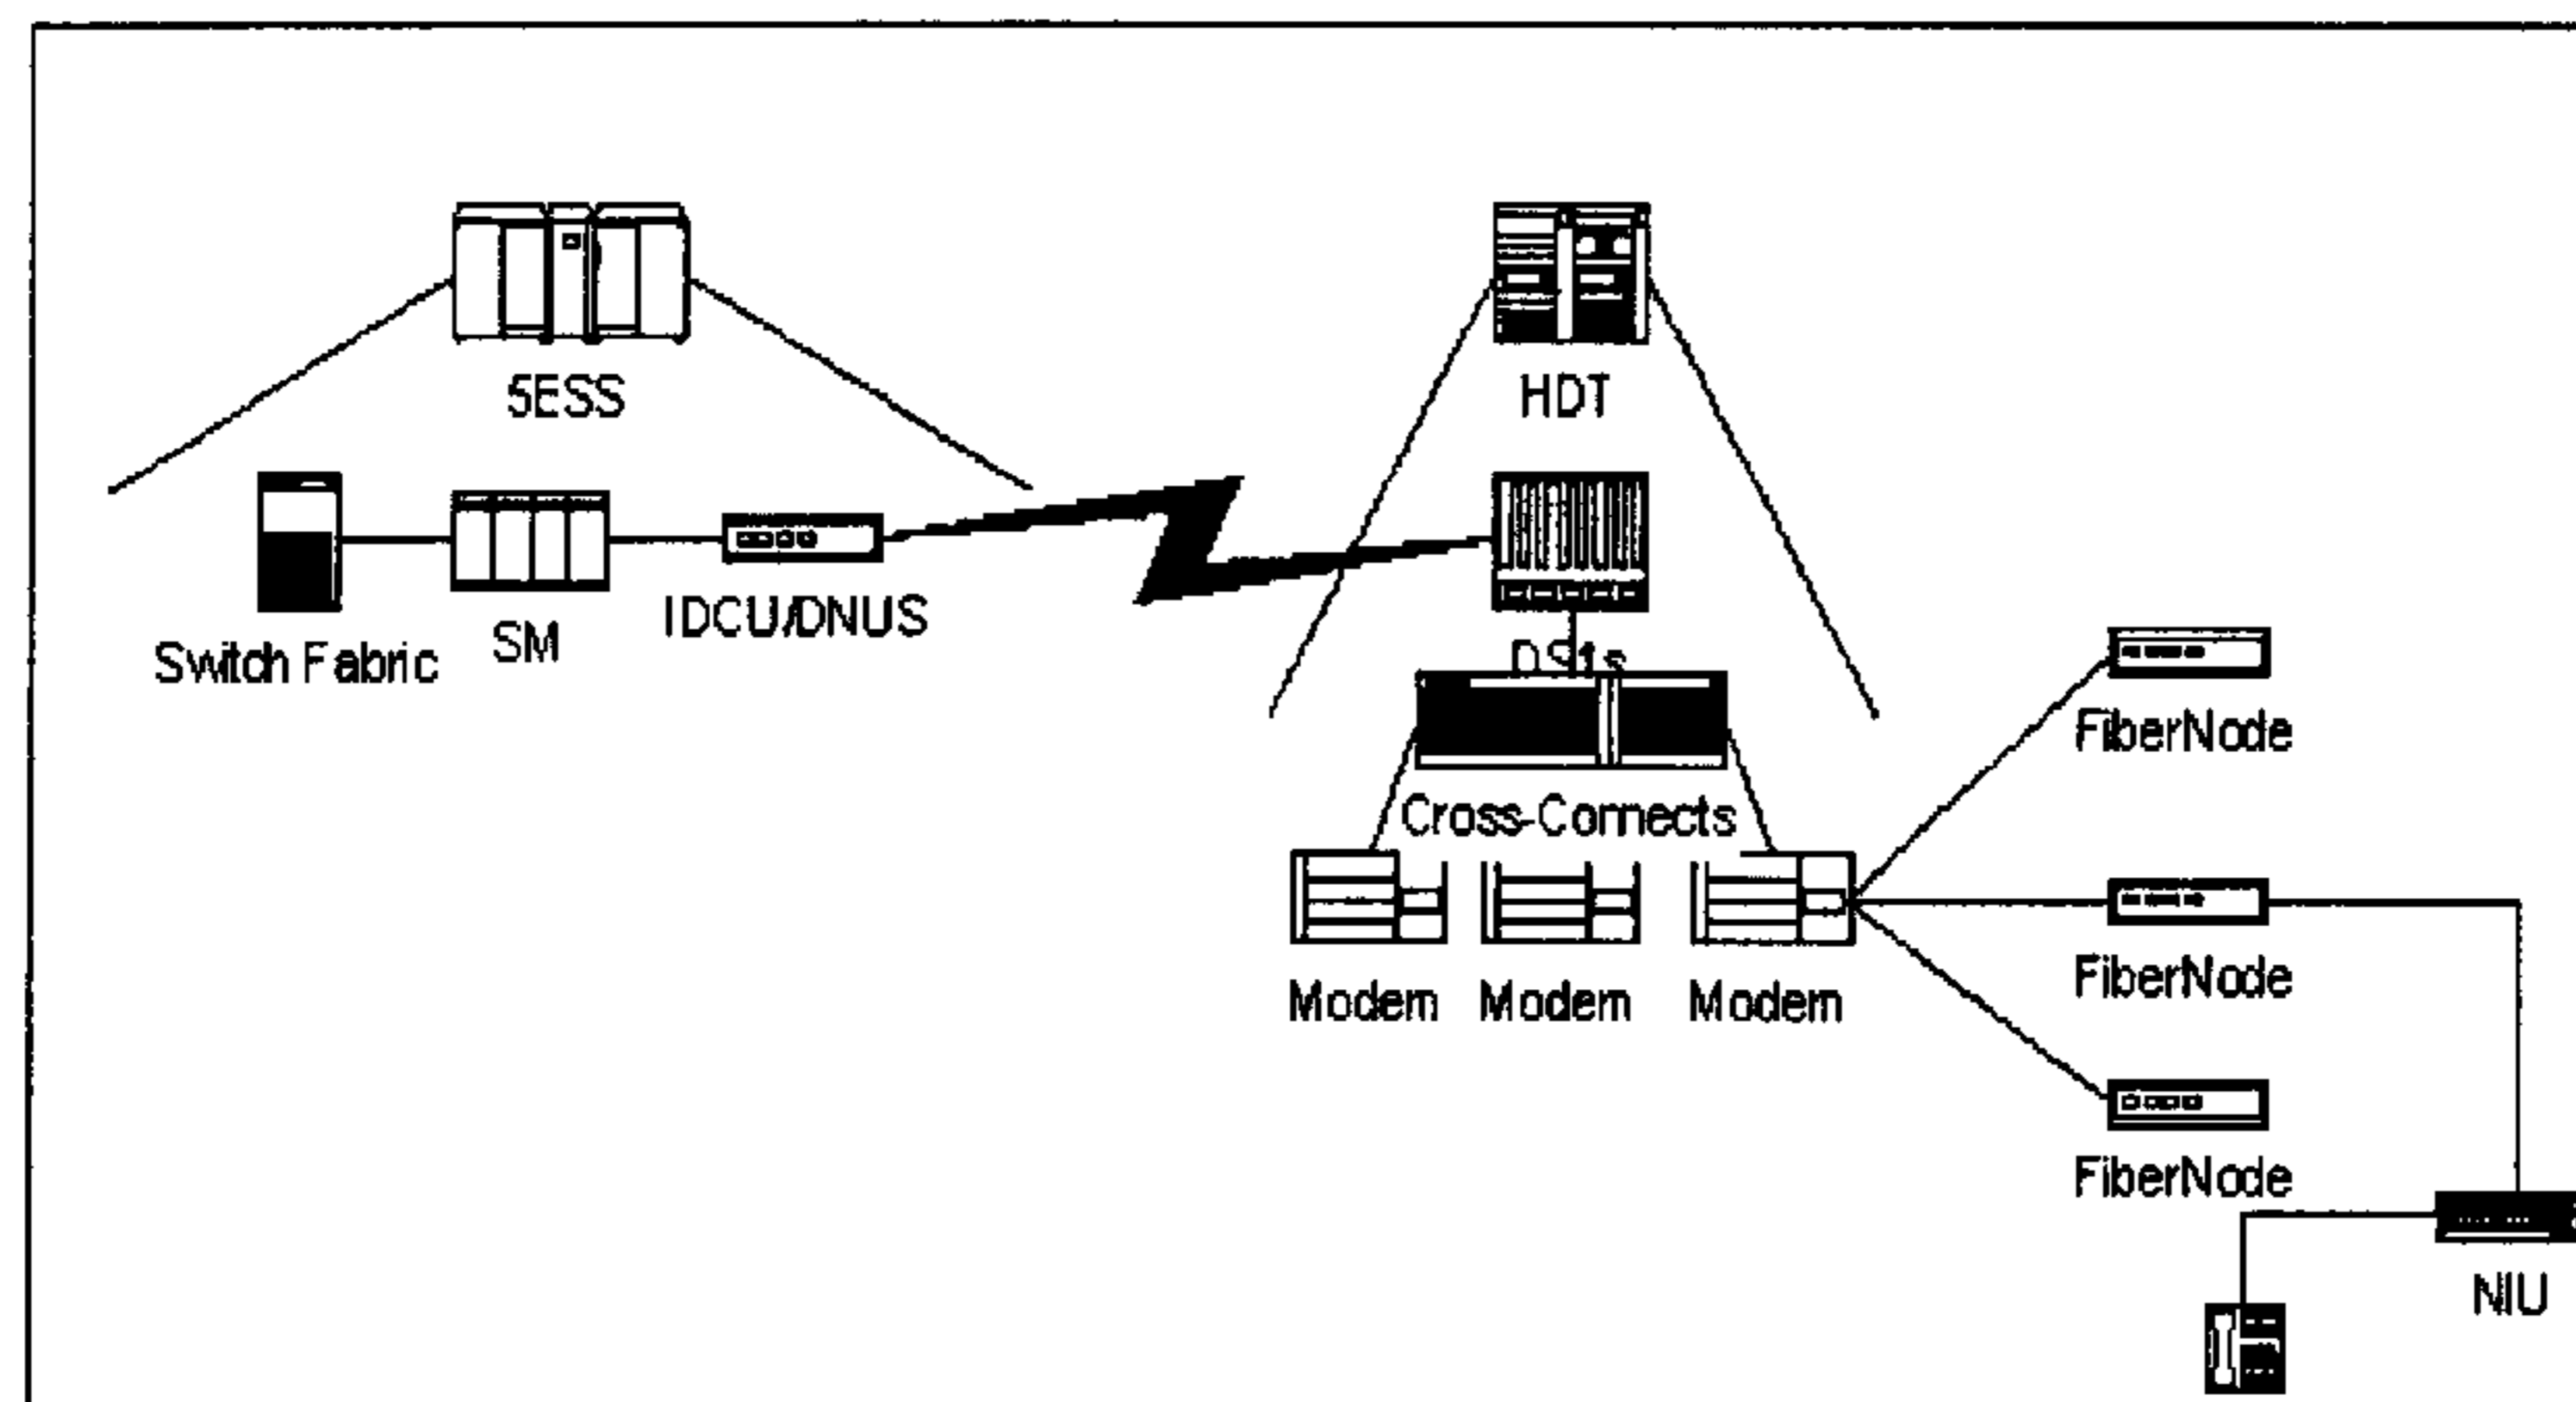 5ESS
HDT
Switch Fabric
SM
IDCU/DNUS
DS1s
Cross-Connects
FiberNode
Modem
Modem
Modem
FiberNode
FiberNode
NIU